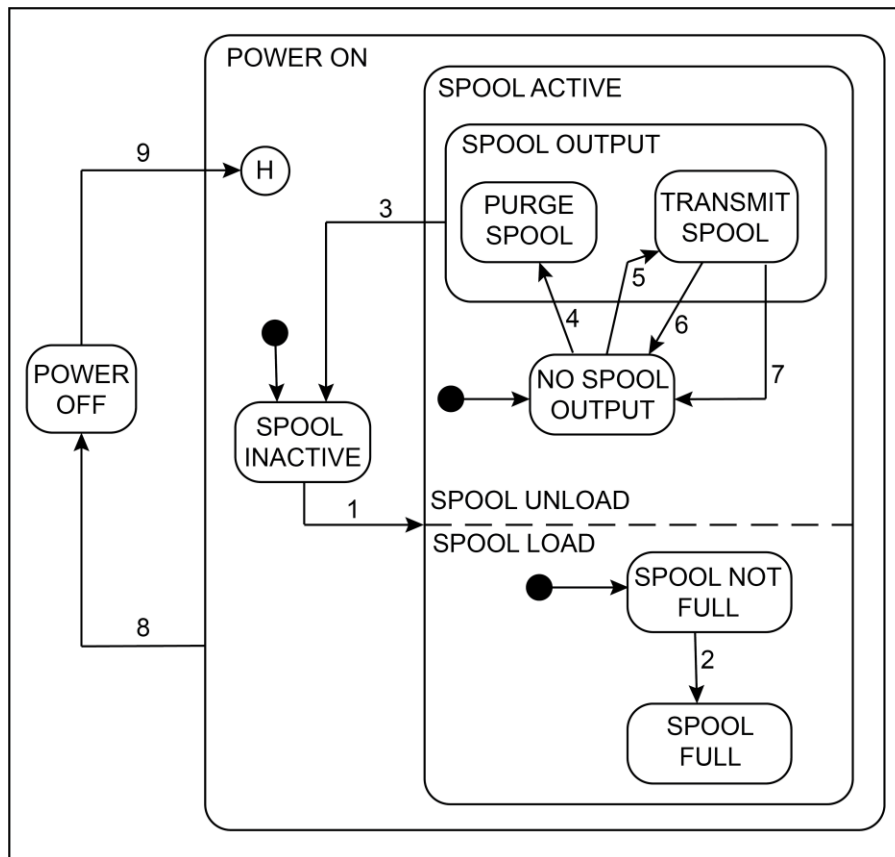 POWER ON
SPOOL ACTIVE
SPOOL OUTPUT
9
H
PURGE
SPOOL
TRANSMIT
SPOOL
3
5
4
6
7
POWER
OFF
NO SPOOL
OUTPUT
SPOOL
INACTIVE
1
SPOOL UNLOAD
SPOOL LOAD
SPOOL NOT
FULL
8
2
SPOOL
FULL